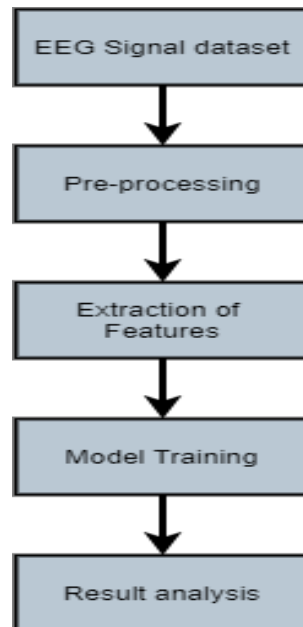 EEG Signal dataset
Pre-processing
Extraction of
Features
Model Training
Result analysis